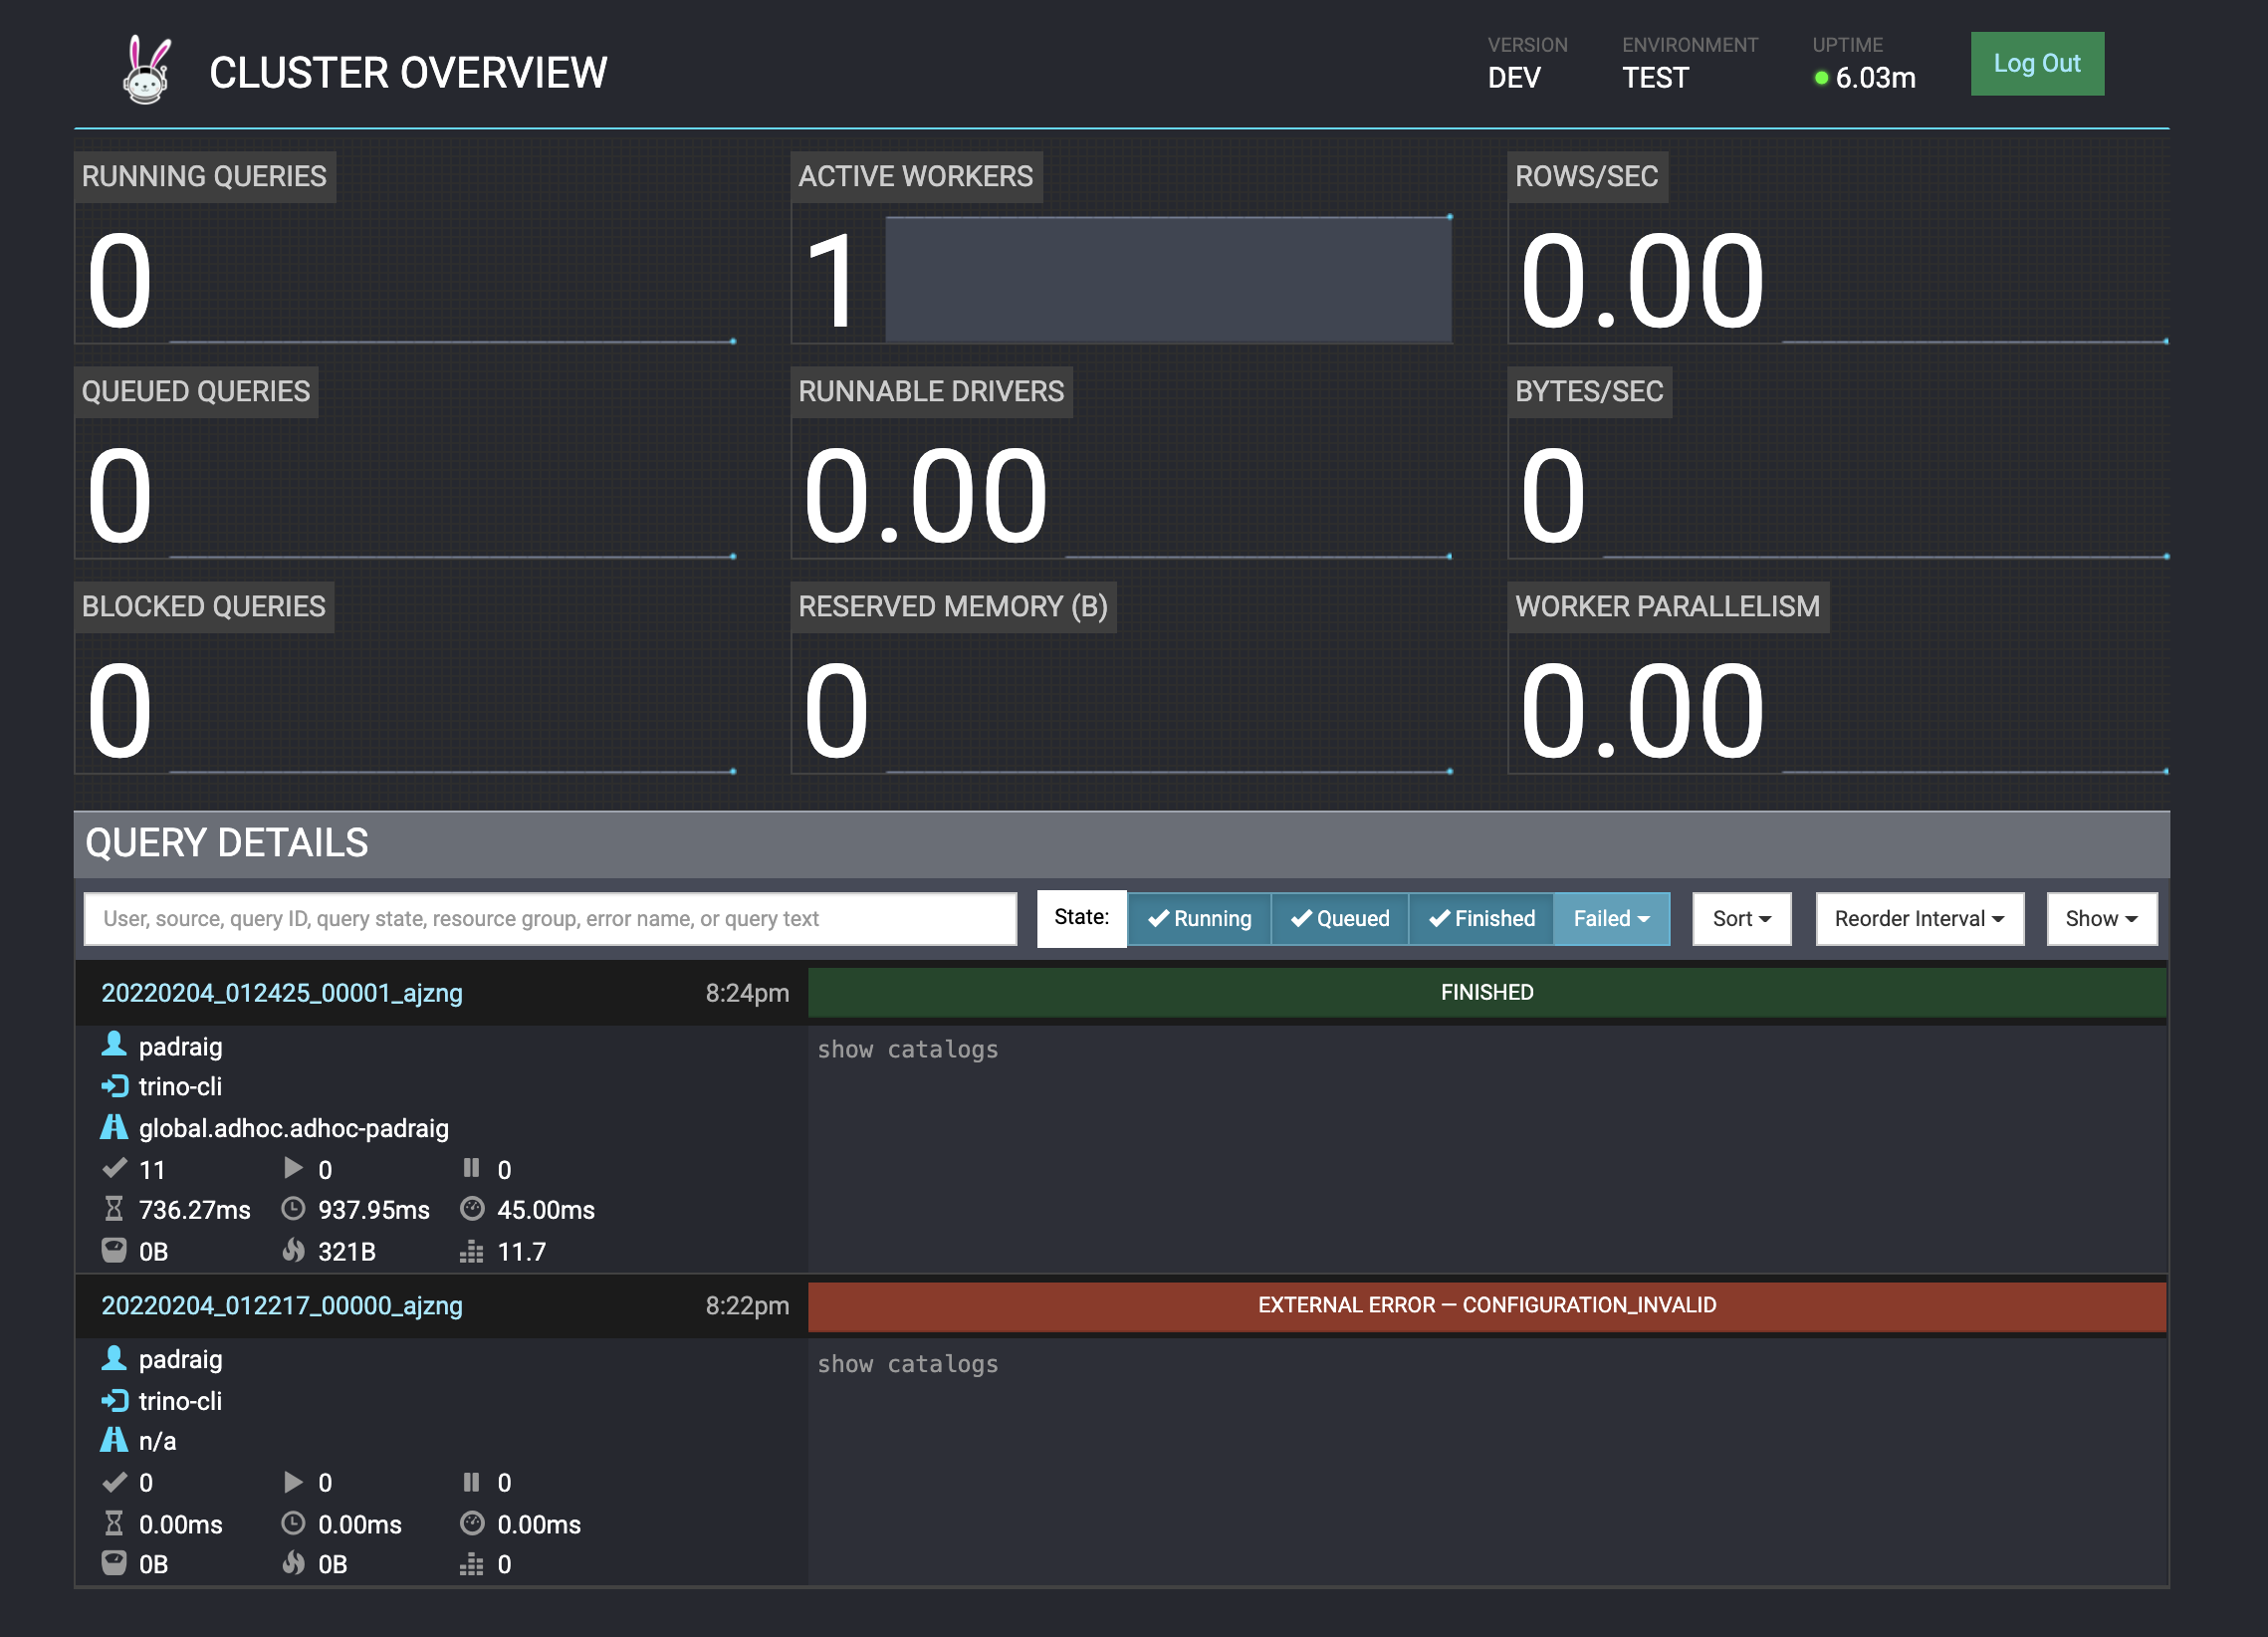 CLUSTER OVERVIEW
VERSION ENVIRONMENT UPTIME
DEV TEST 6.03m
Log Out
RUNNING QUERIES
0
ACTIVE WORKERS
1
ROWS/SEC
0.00
QUEUED QUERIES
0
RUNNABLE DRIVERS
0.00
BYTES/SEC
0
BLOCKED QUERIES
0
RESERVED MEMORY (B)
0
WORKER PARALLELISM
0.00
QUERY DETAILS
User, source, query ID, query state, resource group, error name, or query text
State: Running Queued Finished Failed Sort Reorder Interval Show
20220204_012425_00001_ajzng 8:24pm FINISHED
padraig
trino-cli
global.adhoc.adhoc-padraig
11 0 0
736.27ms 937.95ms 45.00ms
0B 321B 11.7
show catalogs
20220204_012217_00000_ajzng 8:22pm EXTERNAL ERROR — CONFIGURATION_INVALID
padraig
trino-cli
n/a
0 0 0
0.00ms 0.00ms 0.00ms
0B 0B 0
show catalogs